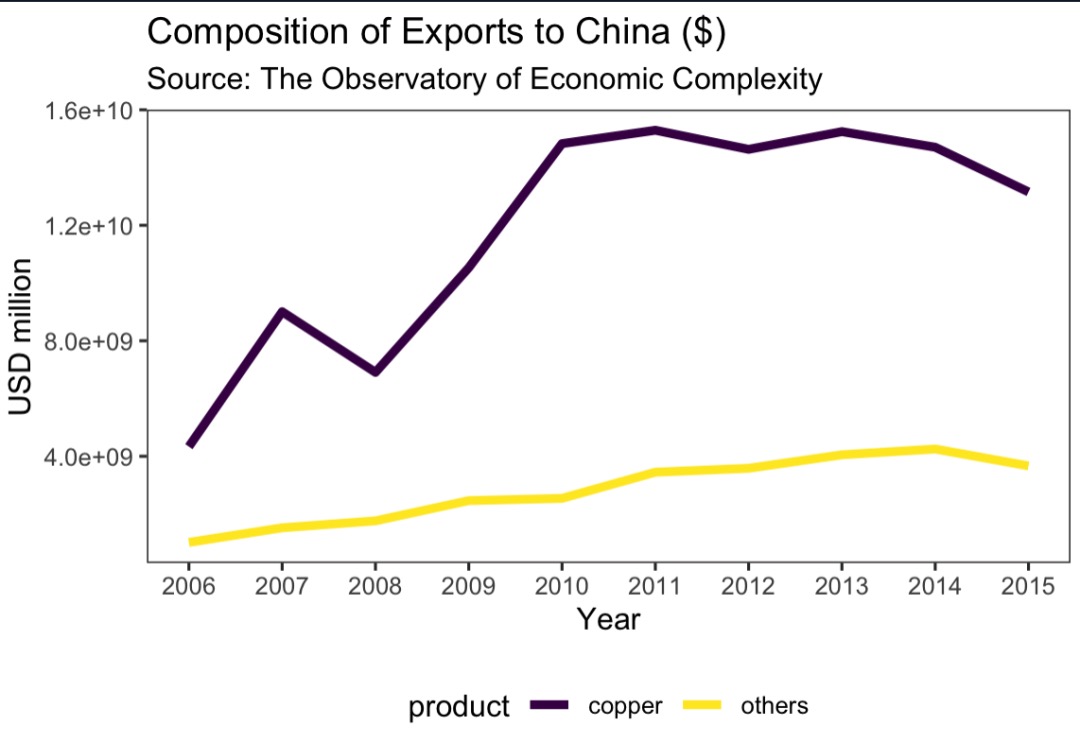 Composition of Exports to China ($)
Source: The Observatory of Economic Complexity
1.6e+10
1.2e+10
8.0e+09
4.0e+09
USD million
2006 2007 2008 2009 2010 2011 2012 2013 2014 2015
Year
product copper others